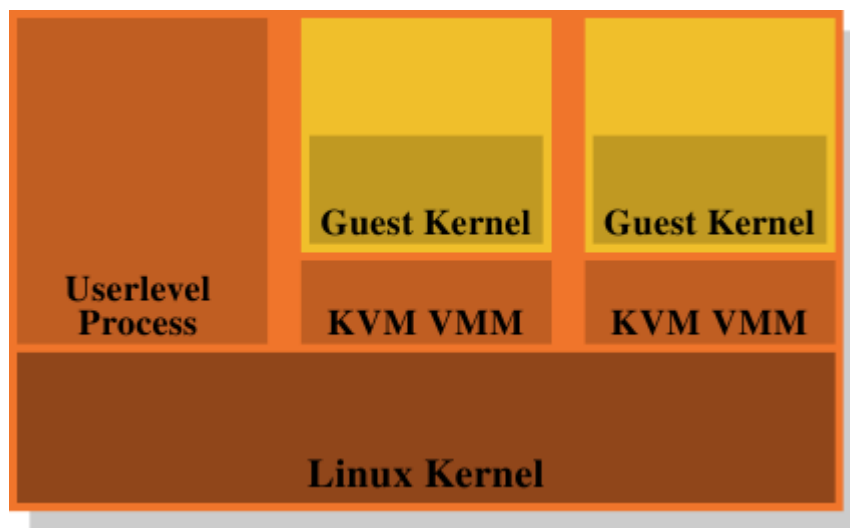 Guest Kernel
Guest Kernel
Userlevel
Process
KVM VMM
KVM VMM
Linux Kernel